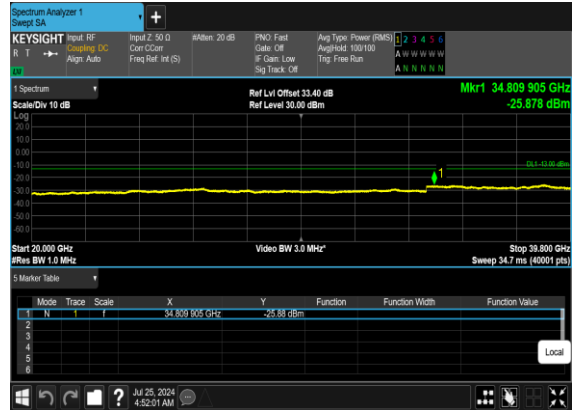 Spectrum Analyzer 1
Swept SA
KEYSIGHT
R T
LXI
Input: RF
Coupling: DC
Align: Auto
Input Z: 50 Ω
Corr CCorr
Freq Ref: Int (S)
#Atten: 20 dB
PNO: Fast
Gate: Off
IF Gain: Low
Sig Track: Off
Avg Type: Power (RMS)
Avg|Hold: 100/100
Trig: Free Run
1 2 3 4 5 6
A W W W W W
A N N N N N
1 Spectrum
Scale/Div 10 dB
Ref Lvl Offset 33.40 dB
Ref Level 30.00 dBm
Mkr1 34.809 905 GHz
-25.878 dBm
Log
20.0
10.0
0.00
-10.0
-20.0
-30.0
-40.0
-50.0
-60.0
1
DL1 -13.00 dBm
Start 20.000 GHz
#Res BW 1.0 MHz
Video BW 3.0 MHz*
Stop 39.800 GHz
Sweep 34.7 ms (40001 pts)
5 Marker Table
Mode Trace Scale X Y Function Function Width Function Value
1 N 1 f 34.809 905 GHz -25.88 dBm
2
3
4
5
6
Local
?
Jul 25, 2024
4:52:01 AM